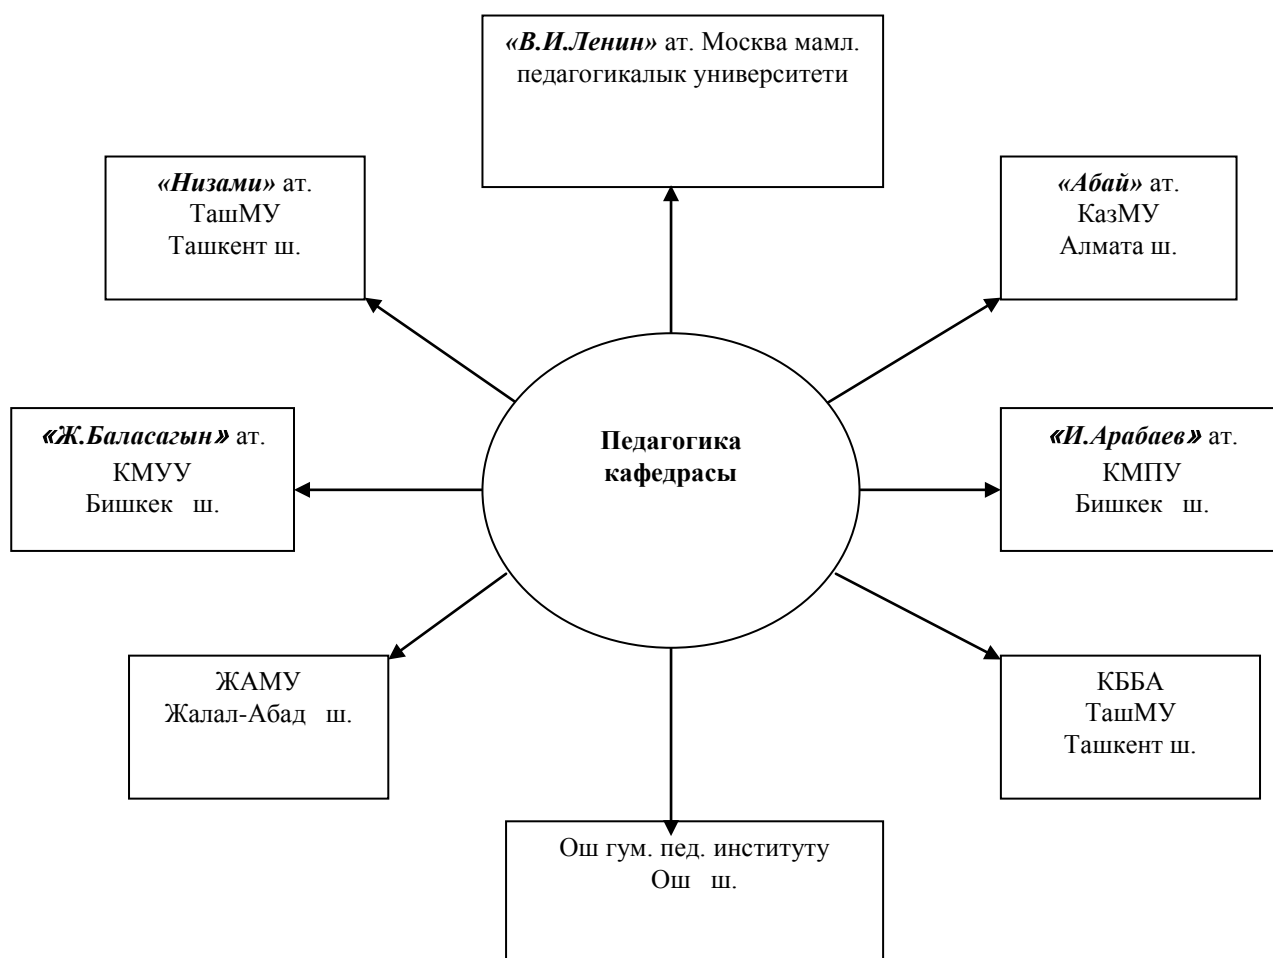 «В.И.Ленин» ат. Москва мамл.
педагогикалык университети
«Низами» ат.
ТашМУ
Ташкент ш.
«Абай» ат.
КазМУ
Алмата ш.
Педагогика
кафедрасы
«Ж.Баласагын» ат.
КМУУ
Бишкек ш.
«И.Арабаев» ат.
КМПУ
Бишкек ш.
ЖАМУ
Жалал-Абад ш.
КББА
ТашМУ
Ташкент ш.
Ош гум. пед. институту
Ош ш.